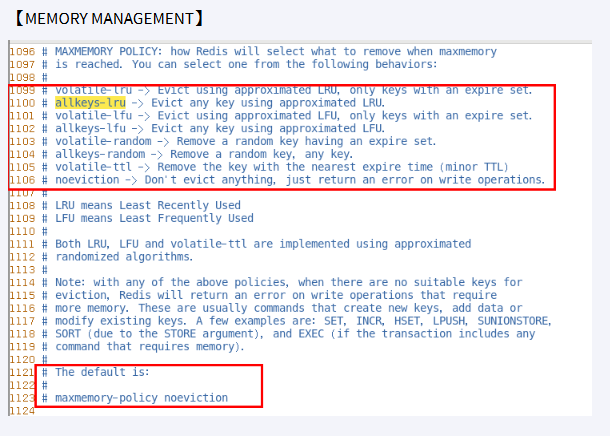 【MEMORY MANAGEMENT】
1096 # MAXMEMORY POLICY: how Redis will select what to remove when maxmemory
1097 # is reached. You can select one from the following behaviors:
1098 #
1099 # volatile-lru -> Evict using approximated LRU, only keys with an expire set.
1100 # allkeys-lru -> Evict any key using approximated LRU.
1101 # volatile-lfu -> Evict using approximated LFU, only keys with an expire set.
1102 # allkeys-lfu -> Evict any key using approximated LFU.
1103 # volatile-random -> Remove a random key having an expire set.
1104 # allkeys-random -> Remove a random key, any key.
1105 # volatile-ttl -> Remove the key with the nearest expire time (minor TTL)
1106 # noeviction -> Don't evict anything, just return an error on write operations.
1107 #
1108 # LRU means Least Recently Used
1109 # LFU means Least Frequently Used
1110 #
1111 # Both LRU, LFU and volatile-ttl are implemented using approximated
1112 # randomized algorithms.
1113 #
1114 # Note: with any of the above policies, when there are no suitable keys for
1115 # eviction, Redis will return an error on write operations that require
1116 # more memory. These are usually commands that create new keys, add data or
1117 # modify existing keys. A few examples are: SET, INCR, HSET, LPUSH, SUNIONSTORE,
1118 # SORT (due to the STORE argument), and EXEC (if the transaction includes any
1119 # command that requires memory).
1120 #
1121 # The default is:
1122 #
1123 # maxmemory-policy noeviction
1124